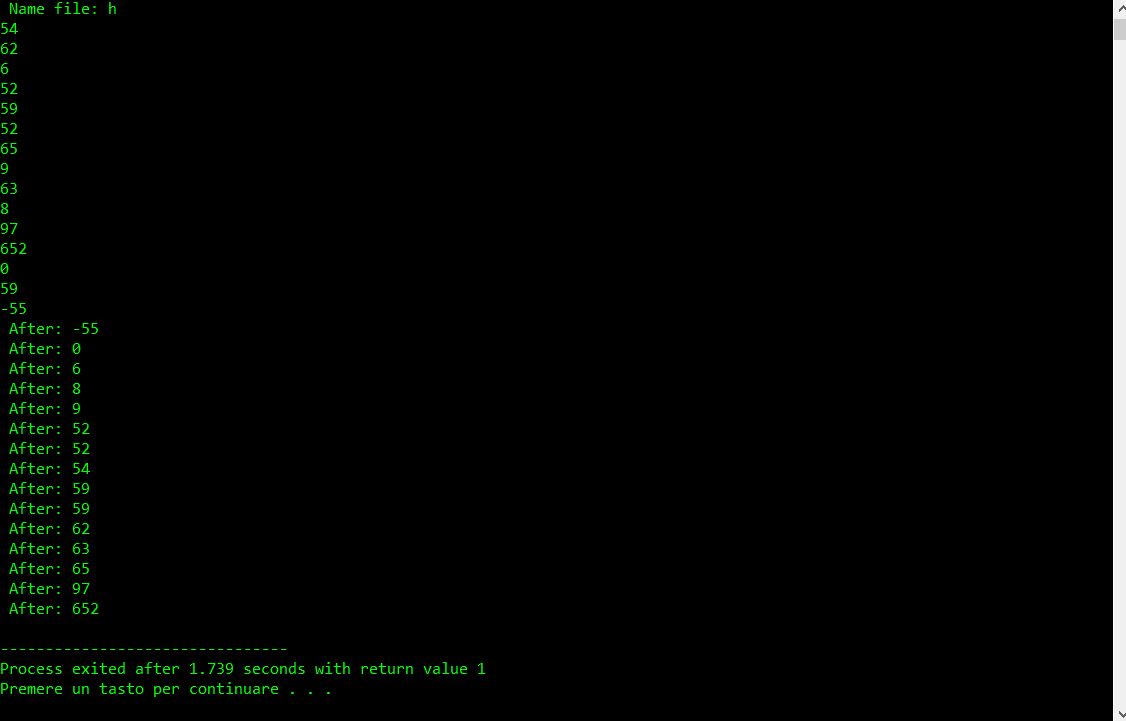 Name file: h
54
62
6
52
59
52
65
9
63
8
97
652
0
59
-55
After: -55
After: 0
After: 6
After: 8
After: 9
After: 52
After: 52
After: 54
After: 59
After: 59
After: 62
After: 63
After: 65
After: 97
After: 652
--------------------------------
Process exited after 1.739 seconds with return value 1
Premere un tasto per continuare . . .